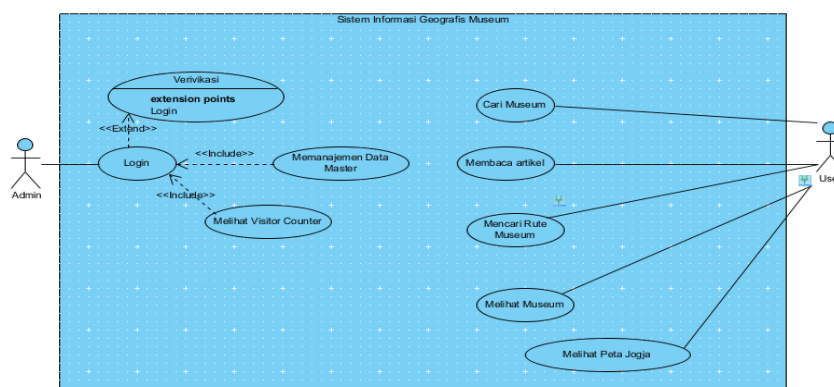 Sistem Informasi Geografis Museum
Verivikasi
extension points
Login
<<Extend>>
Login
<<Include>>
Memanajemen Data
Master
<<Include>>
Melihat Visitor Counter
Admin
Cari Museum
Membaca artikel
Mencari Rute
Museum
Melihat Museum
Melihat Peta Jogja